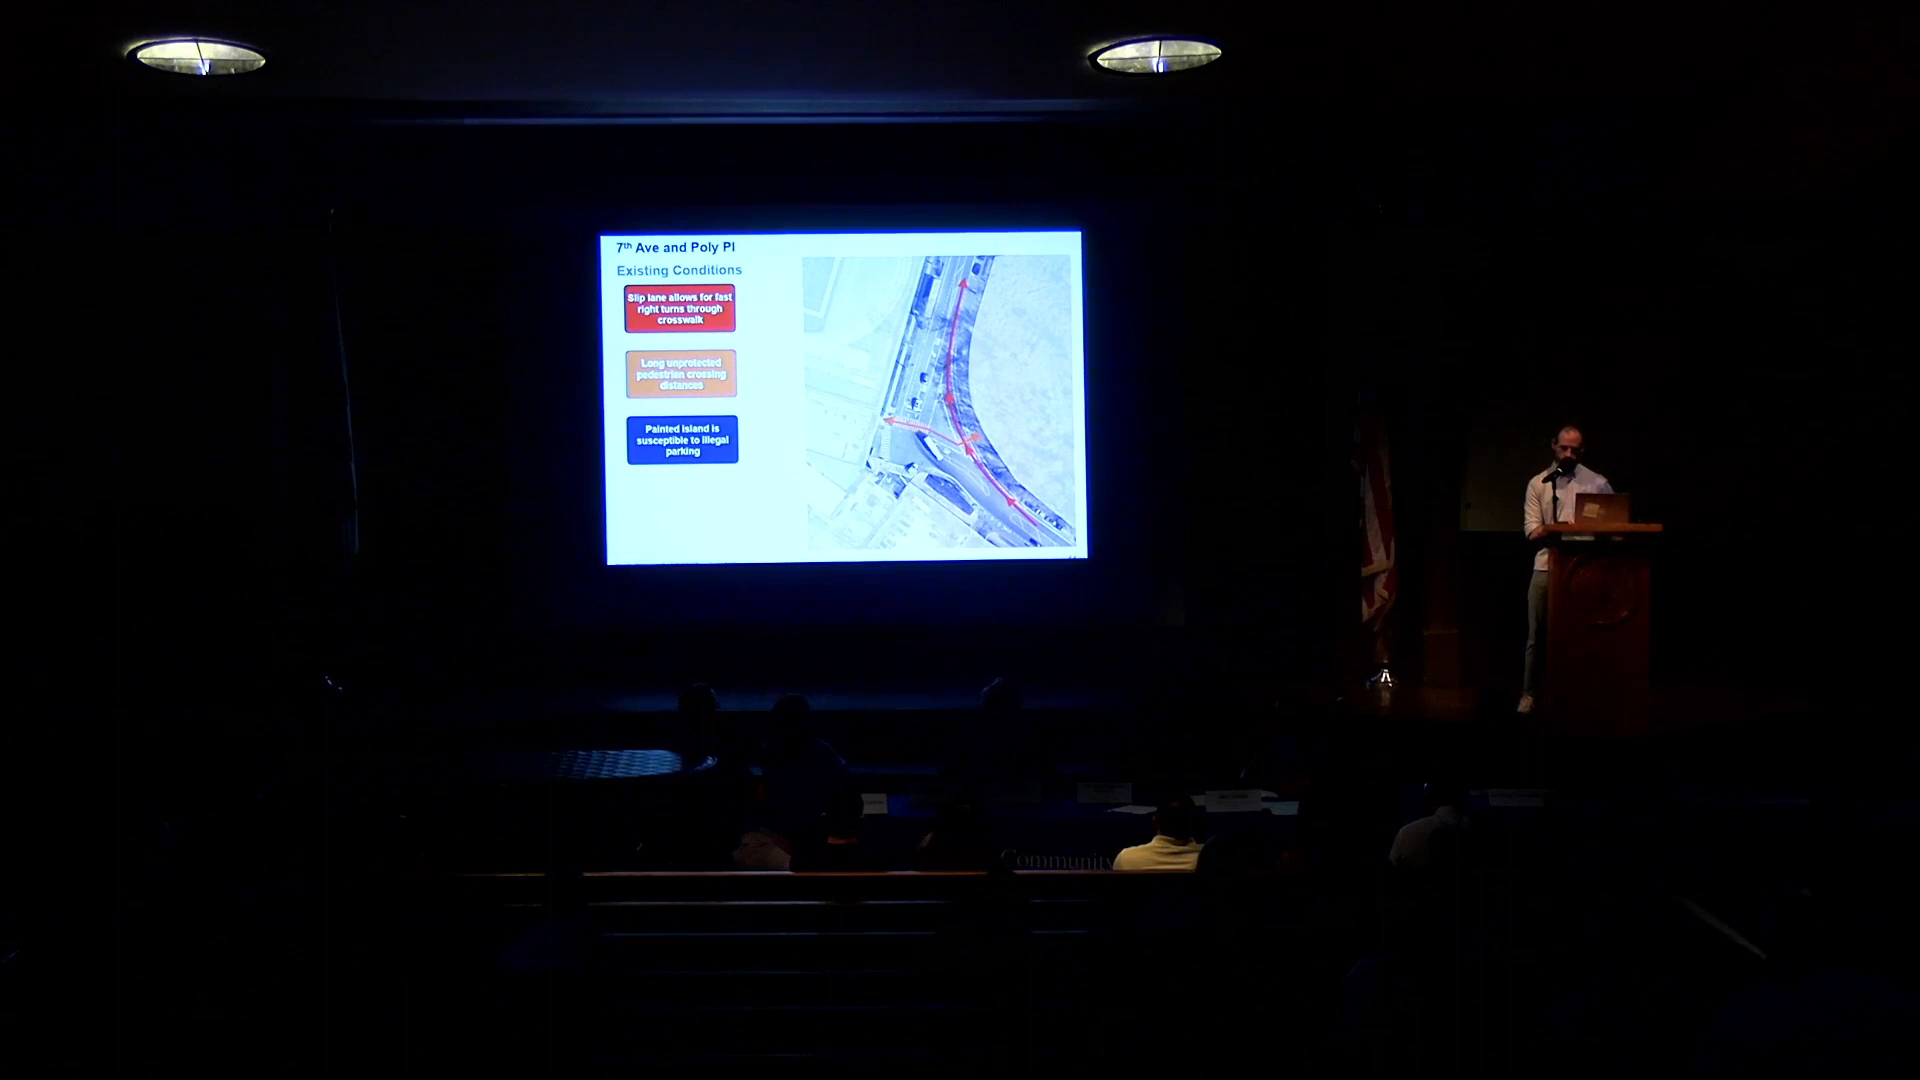 7th Ave and Poly Pl
Existing Conditions
Slip lane allows for fast
right turns through
crosswalk
Long unprotected
pedestrian crossing
distances
Painted island is
susceptible to illegal
parking
Community